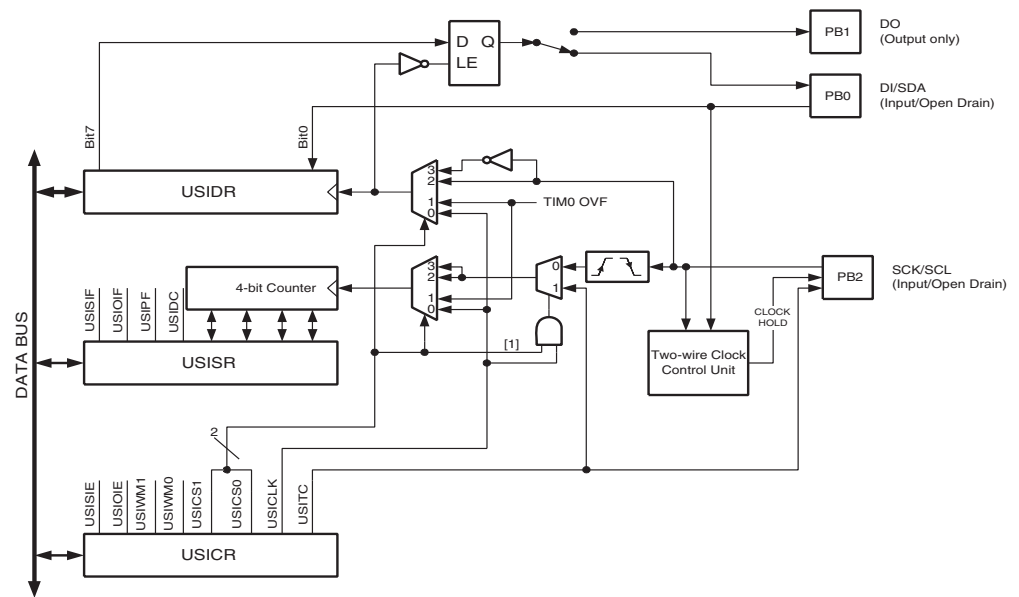 DO
(Output only)
PB1
D Q
LE
PB0
DI/SDA
(Input/Open Drain)
Bit7
Bit0
DATA BUS
USIDR
3
2
1
0
TIM0 OVF
4-bit Counter
3
2
1
0
0
1
PB2
SCK/SCL
(Input/Open Drain)
CLOCK
HOLD
USISIF
USIOIF
USIPF
USIDC
USISR
[1]
Two-wire Clock
Control Unit
2
USISIE
USIOIE
USIWM1
USIWM0
USICS1
USICS0
USICLK
USITC
USICR